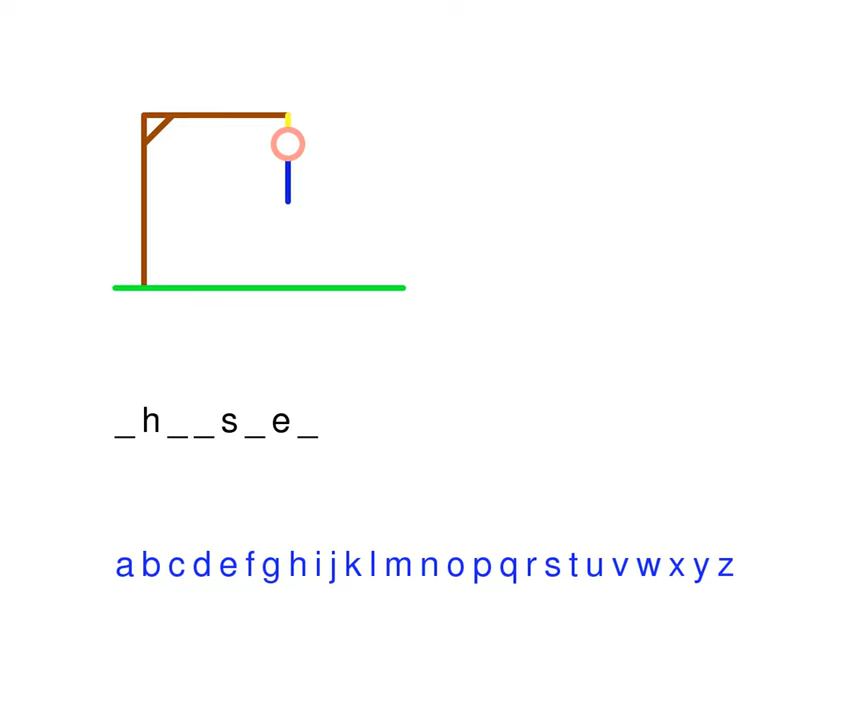 _ h _ _ s _ e _
a b c d e f g h i j k l m n o p q r s t u v w x y z